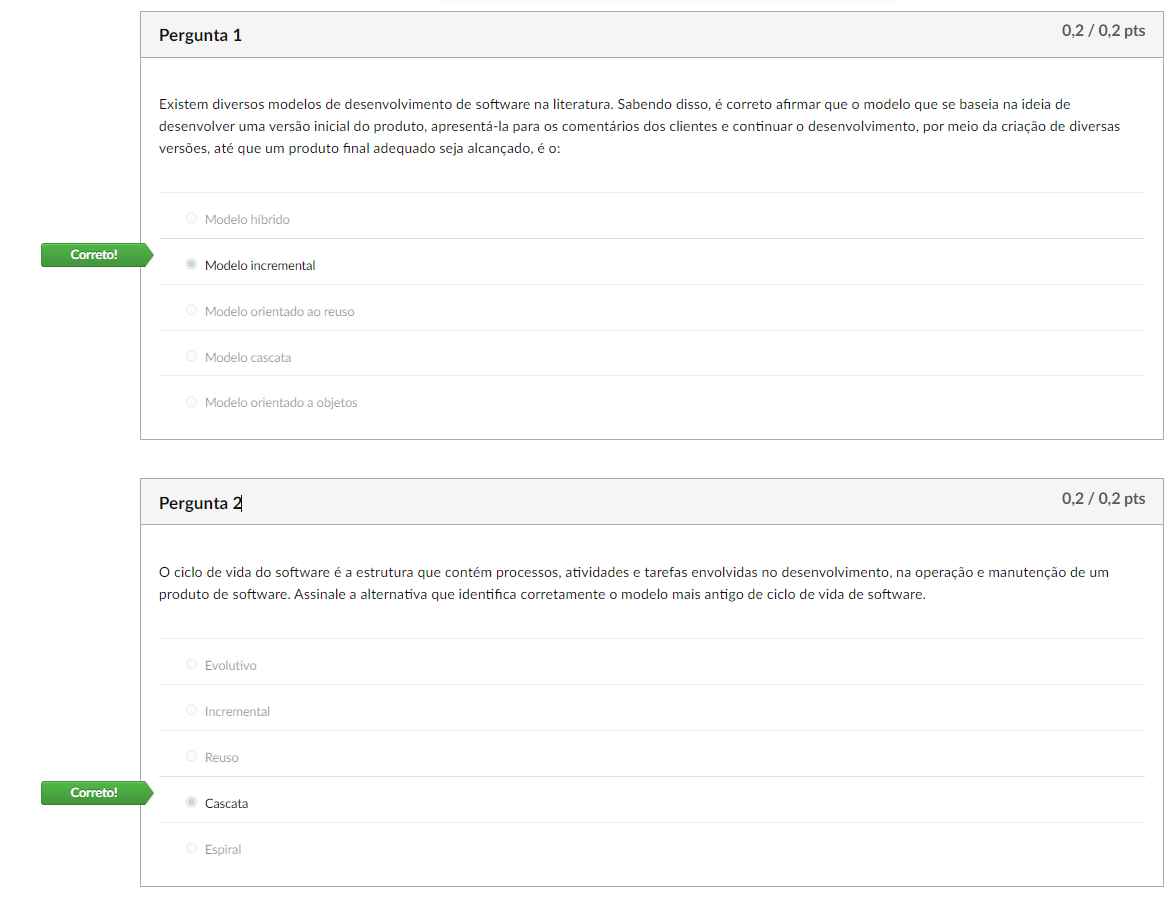 Pergunta 1
0,2 / 0,2 pts
Existem diversos modelos de desenvolvimento de software na literatura. Sabendo disso, é correto afirmar que o modelo que se baseia na ideia de
desenvolver uma versão inicial do produto, apresentá-la para os comentários dos clientes e continuar o desenvolvimento, por meio da criação de diversas
versões, até que um produto final adequado seja alcançado, é o:
Modelo híbrido
Correto!
Modelo incremental
Modelo orientado ao reuso
Modelo cascata
Modelo orientado a objetos
Pergunta 2
0,2 / 0,2 pts
O ciclo de vida do software é a estrutura que contém processos, atividades e tarefas envolvidas no desenvolvimento, na operação e manutenção de um
produto de software. Assinale a alternativa que identifica corretamente o modelo mais antigo de ciclo de vida de software.
Evolutivo
Incremental
Reuso
Correto!
Cascata
Espiral